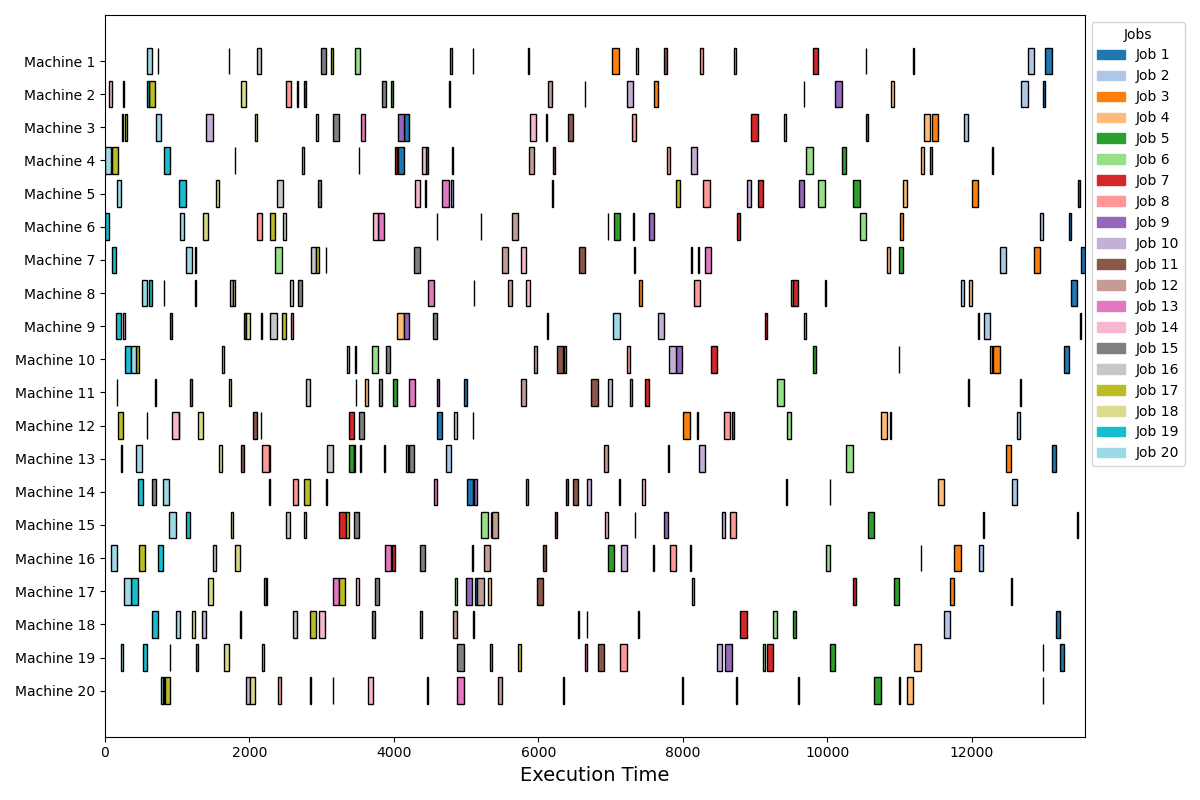 Machine 1
Machine 2
Machine 3
Machine 4
Machine 5
Machine 6
Machine 7
Machine 8
Machine 9
Machine 10
Machine 11
Machine 12
Machine 13
Machine 14
Machine 15
Machine 16
Machine 17
Machine 18
Machine 19
Machine 20
0 2000 4000 6000 8000 10000 12000
Execution Time
Jobs
Job 1
Job 2
Job 3
Job 4
Job 5
Job 6
Job 7
Job 8
Job 9
Job 10
Job 11
Job 12
Job 13
Job 14
Job 15
Job 16
Job 17
Job 18
Job 19
Job 20